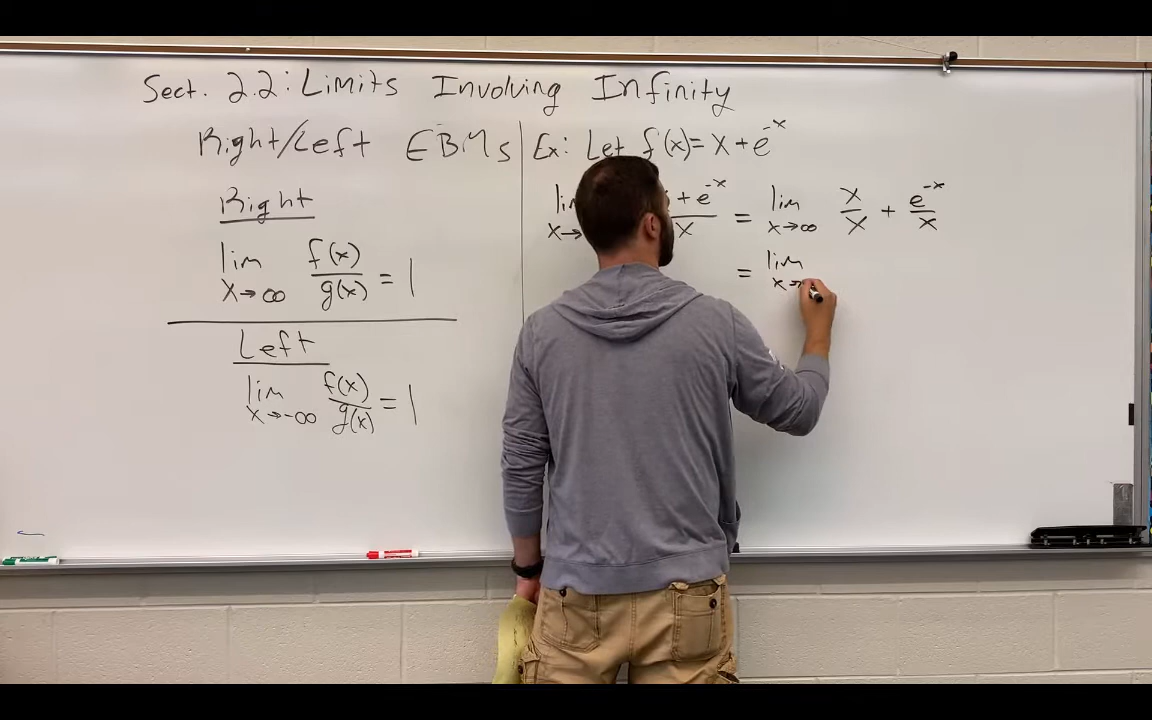 Sect. 2.2: Limits Involving Infinity
Right/Left EBMs
Right
lim x→∞ f(x)/g(x) = 1
Left
lim x→-∞ f(x)/g(x) = 1
Ex: Let f(x) = x + e^-x
lim x→ + e^-x / x = lim x→∞ x/x + e^-x/x
= lim x→